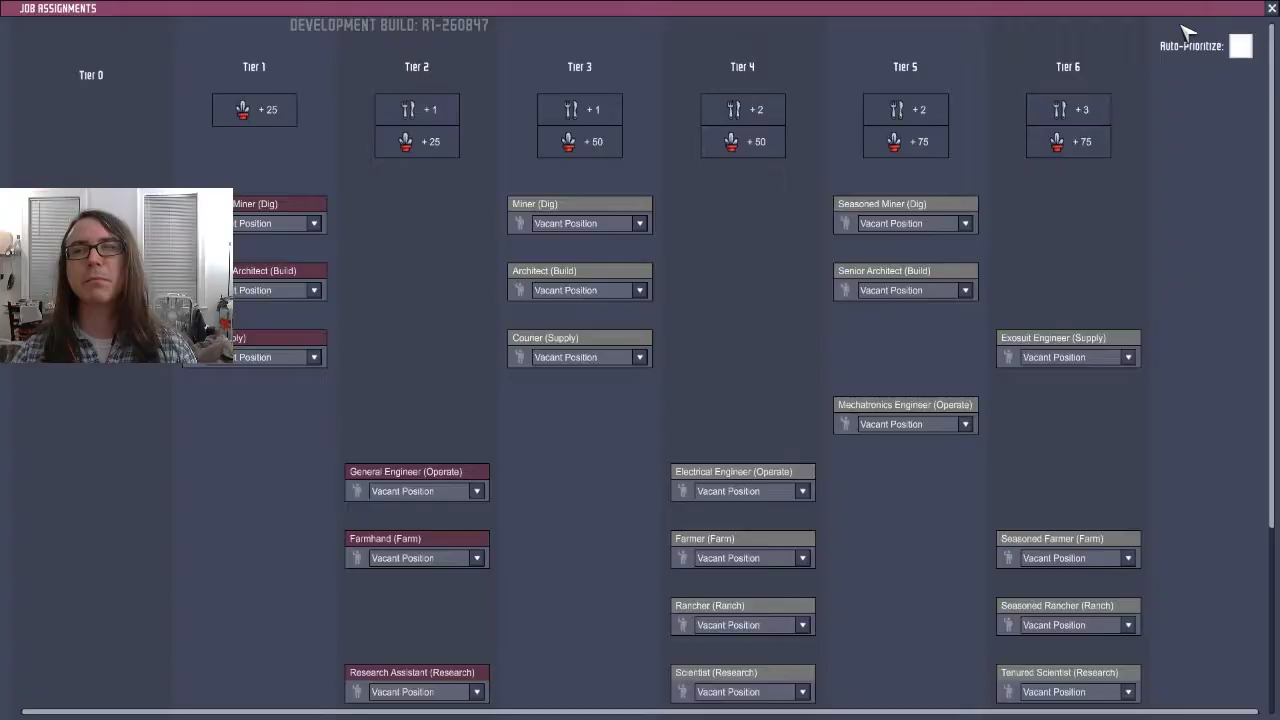 JOB ASSIGNMENTS
DEVELOPMENT BUILD: R1-260847
Auto-Prioritize:
Tier 0
Tier 1
Tier 2
Tier 3
Tier 4
Tier 5
Tier 6
+ 25
+ 1
+ 1
+ 2
+ 2
+ 3
+ 25
+ 50
+ 50
+ 75
+ 75
Miner (Dig)
Miner (Dig)
Seasoned Miner (Dig)
t Position
Vacant Position
Vacant Position
Architect (Build)
Architect (Build)
Senior Architect (Build)
t Position
Vacant Position
Vacant Position
ply)
Courier (Supply)
Exosuit Engineer (Supply)
t Position
Vacant Position
Vacant Position
Mechatronics Engineer (Operate)
Vacant Position
General Engineer (Operate)
Electrical Engineer (Operate)
Vacant Position
Vacant Position
Farmhand (Farm)
Farmer (Farm)
Seasoned Farmer (Farm)
Vacant Position
Vacant Position
Vacant Position
Rancher (Ranch)
Seasoned Rancher (Ranch)
Vacant Position
Vacant Position
Research Assistant (Research)
Scientist (Research)
Tenured Scientist (Research)
Vacant Position
Vacant Position
Vacant Position